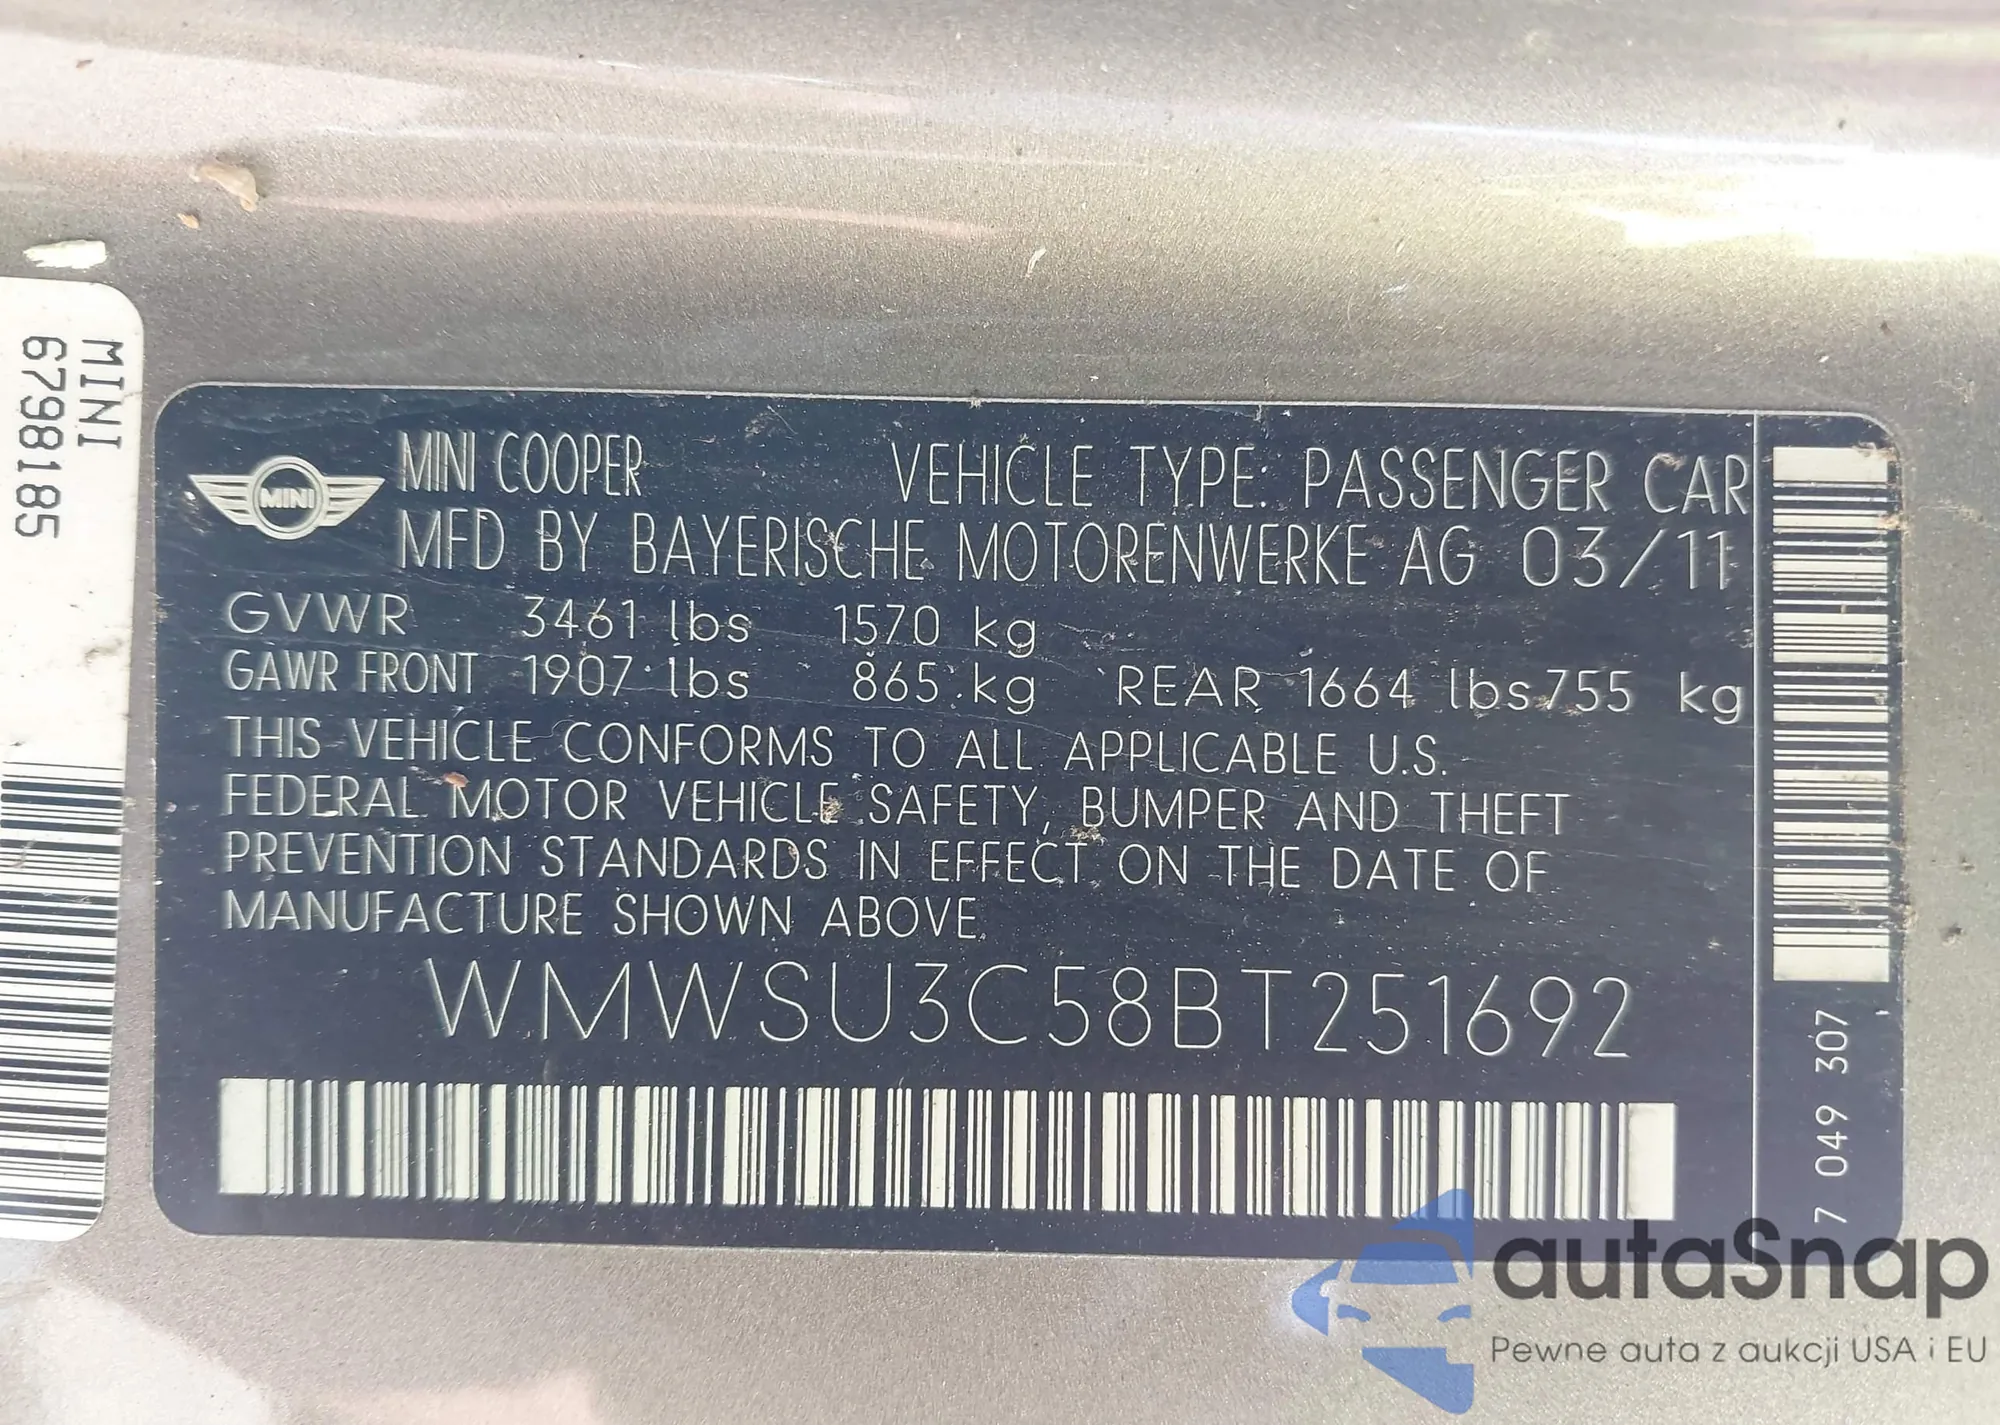 MINI
6798185
MINI
MINI COOPER VEHICLE TYPE: PASSENGER CAR
MFD BY BAYERISCHE MOTORENWERKE AG 03/11
GVWR 3461 lbs 1570 kg
GAWR FRONT 1907 lbs 865 kg REAR 1664 lbs 755 kg
THIS VEHICLE CONFORMS TO ALL APPLICABLE U.S.
FEDERAL MOTOR VEHICLE SAFETY, BUMPER AND THEFT
PREVENTION STANDARDS IN EFFECT ON THE DATE OF
MANUFACTURE SHOWN ABOVE.
WMWSU3C58BT251692
7 049 307
autaSnap
Pewne auta z aukcji USA i EU